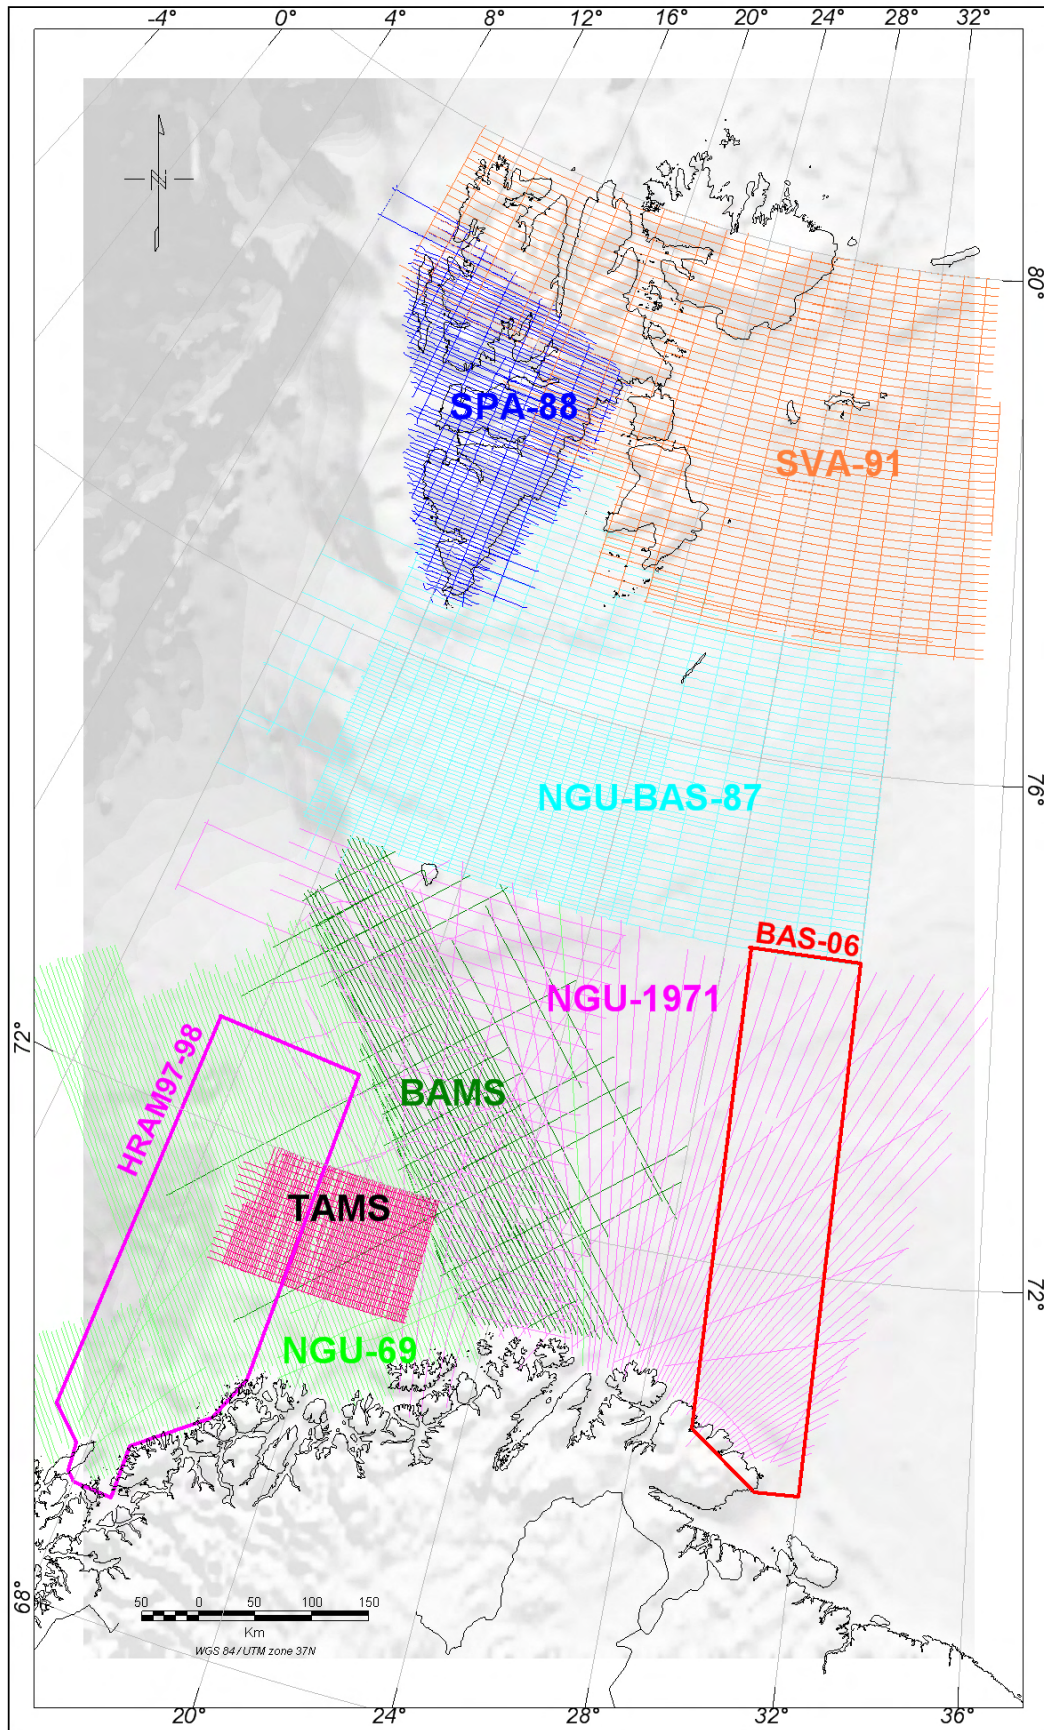 -4° 0° 4° 8° 12° 16° 20° 24° 28° 32°
N
80°
SPA-88
SVA-91
76°
NGU-BAS-87
BAS-06
NGU-1971
72°
HRAM97-98
BAMS
TAMS
72°
NGU-69
68°
50 0 50 100 150
Km
WGS 84 / UTM zone 37N
20° 24° 28° 32° 36°